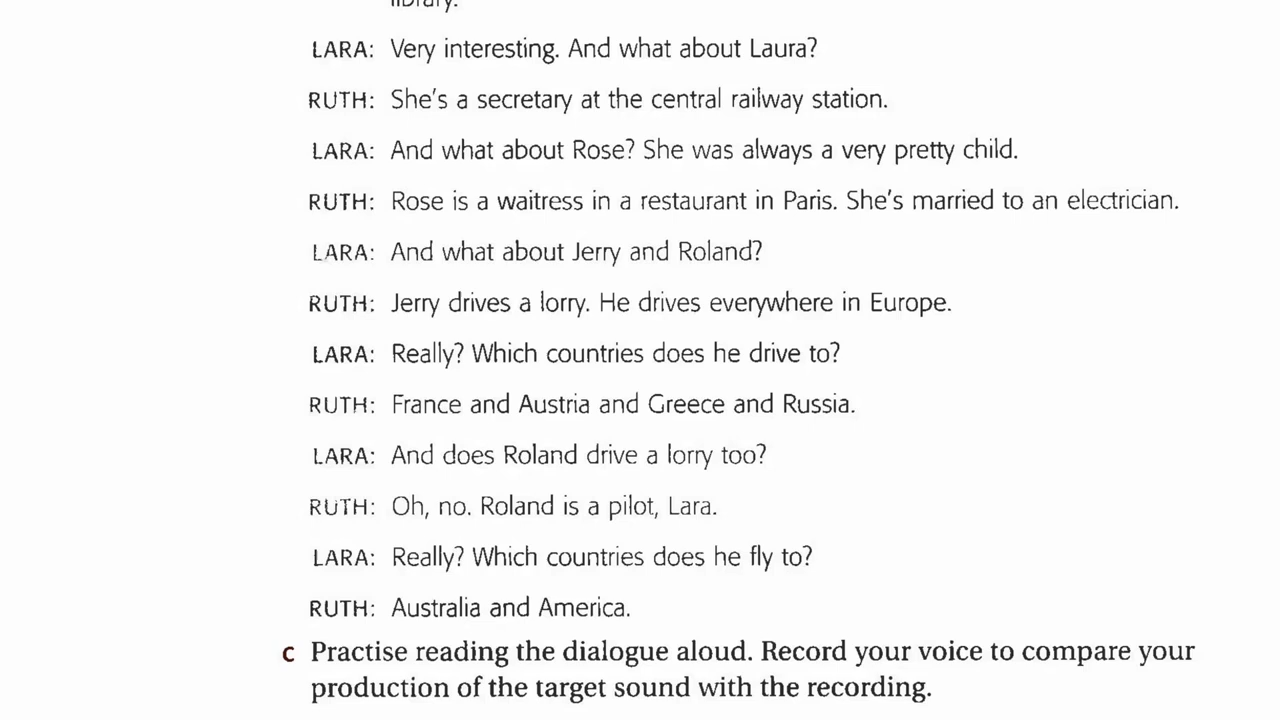 library.
LARA: Very interesting. And what about Laura?
RUTH: She's a secretary at the central railway station.
LARA: And what about Rose? She was always a very pretty child.
RUTH: Rose is a waitress in a restaurant in Paris. She's married to an electrician.
LARA: And what about Jerry and Roland?
RUTH: Jerry drives a lorry. He drives everywhere in Europe.
LARA: Really? Which countries does he drive to?
RUTH: France and Austria and Greece and Russia.
LARA: And does Roland drive a lorry too?
RUTH: Oh, no. Roland is a pilot, Lara.
LARA: Really? Which countries does he fly to?
RUTH: Australia and America.
c Practise reading the dialogue aloud. Record your voice to compare your
production of the target sound with the recording.